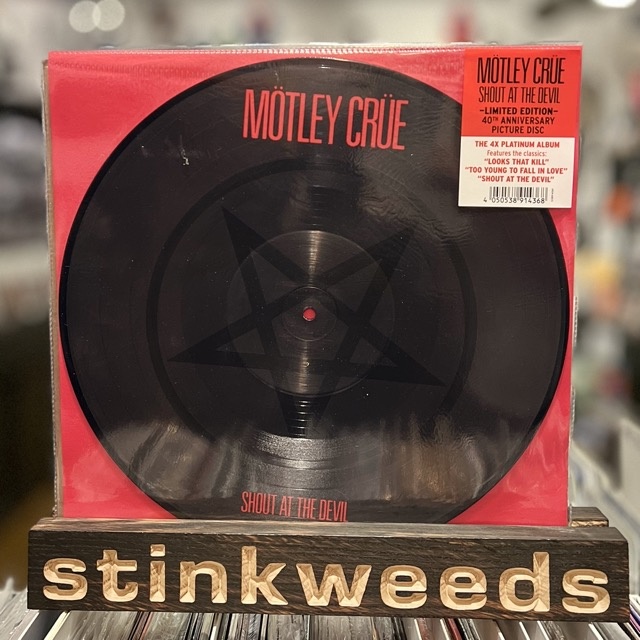 MÖTLEY CRÜE
SHOUT AT THE DEVIL
MÖTLEY CRÜE
SHOUT AT THE DEVIL
–LIMITED EDITION–
40TH ANNIVERSARY
PICTURE DISC
THE 4X PLATINUM ALBUM
Features the classics:
"LOOKS THAT KILL"
"TOO YOUNG TO FALL IN LOVE"
"SHOUT AT THE DEVIL"
4 050538 914368
stinkweeds